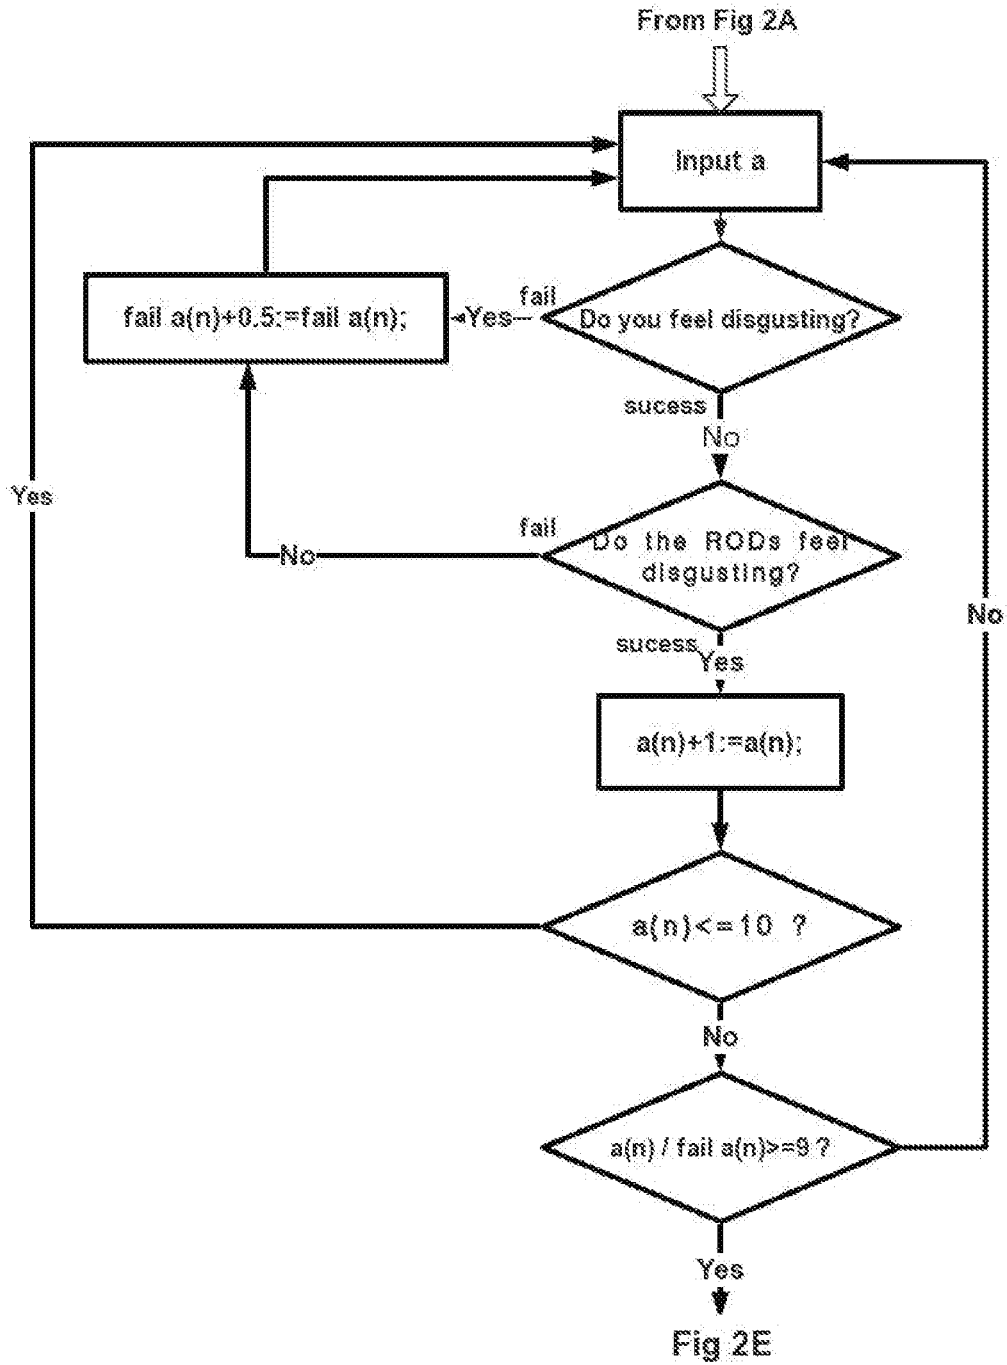 From Fig 2A
Input a
fail
Do you feel disgusting?
Yes
fail a(n)+0.5:=fail a(n);
sucess
No
Yes
fail
Do the RODs feel
disgusting?
No
No
sucess
Yes
a(n)+1:=a(n);
a(n)<=10 ?
No
a(n) / fail a(n)>=9 ?
Yes
Fig 2E